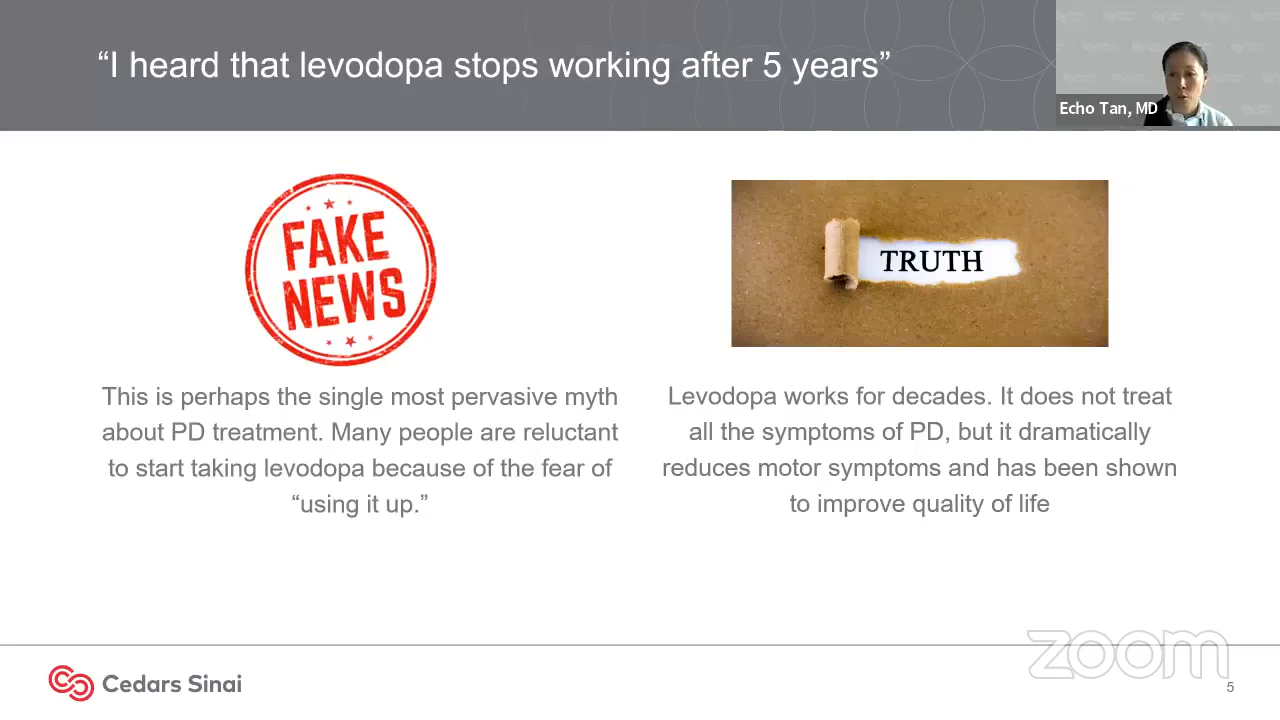 “I heard that levodopa stops working after 5 years”
Echo Tan, MD
FAKE
NEWS
TRUTH
This is perhaps the single most pervasive myth
about PD treatment. Many people are reluctant
to start taking levodopa because of the fear of
“using it up.”
Levodopa works for decades. It does not treat
all the symptoms of PD, but it dramatically
reduces motor symptoms and has been shown
to improve quality of life
Cedars Sinai
zoom
5